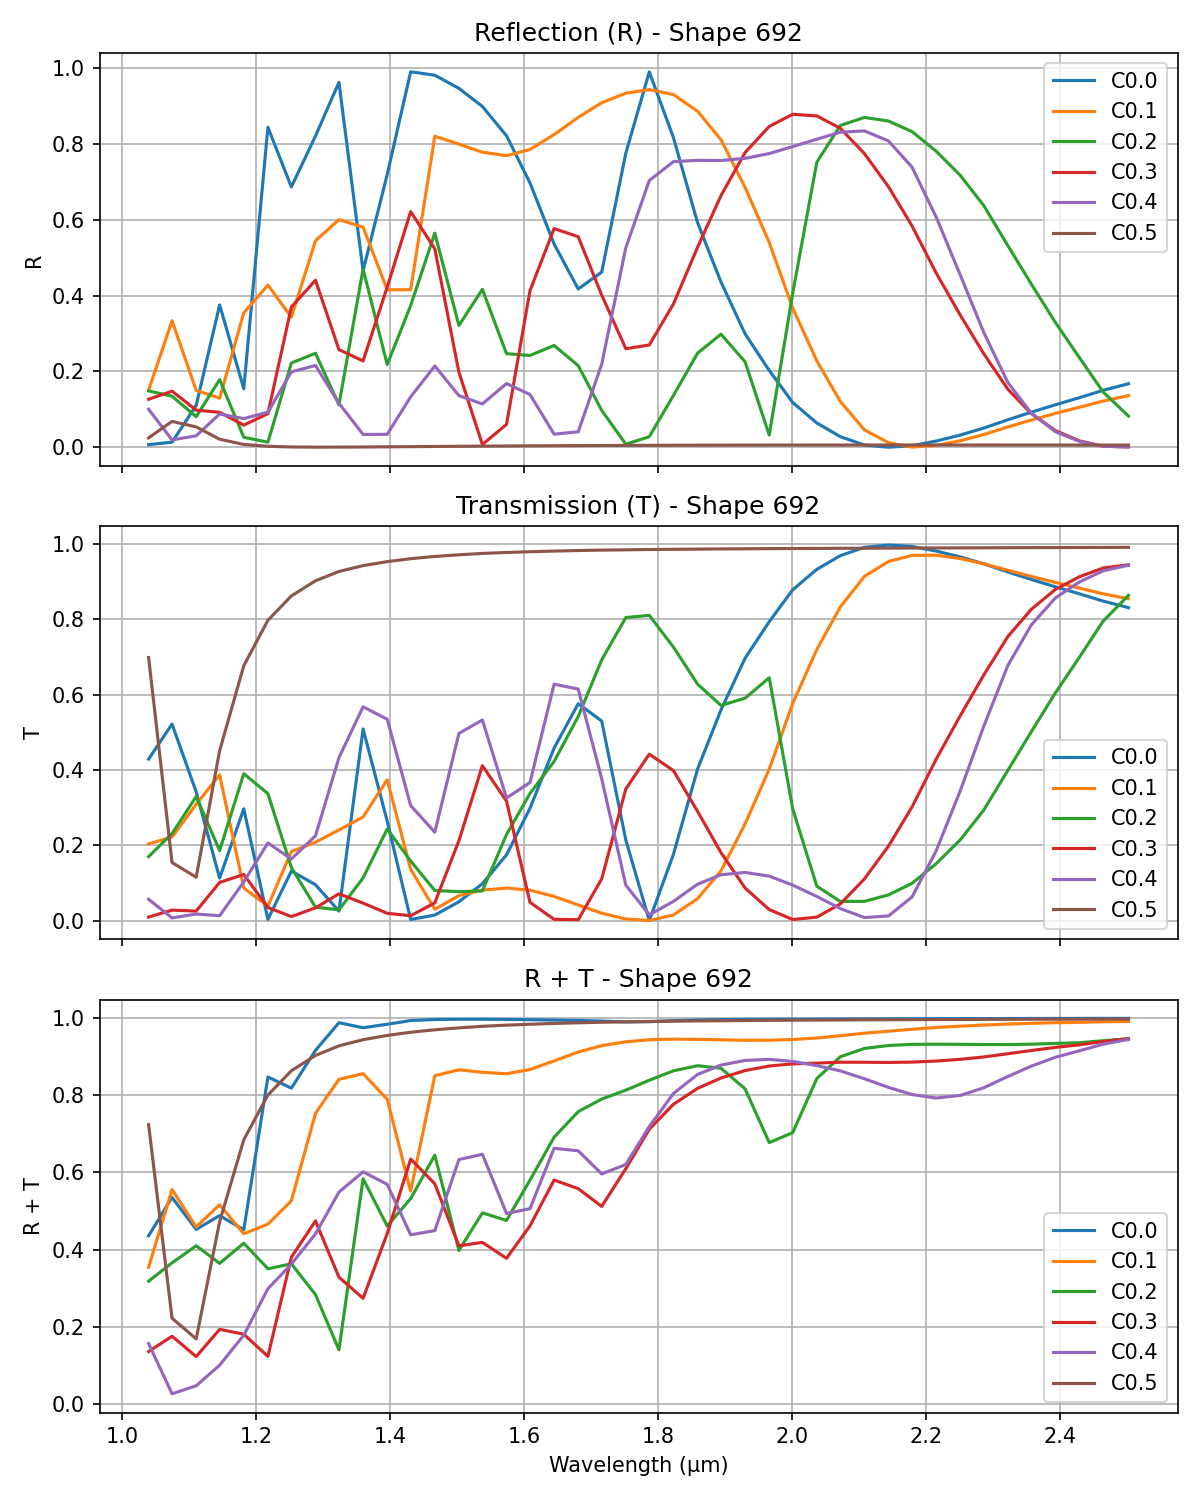 Reflection (R) - Shape 692
1.0
0.8
0.6
0.4
0.2
0.0
R
C0.0
C0.1
C0.2
C0.3
C0.4
C0.5
Transmission (T) - Shape 692
1.0
0.8
0.6
0.4
0.2
0.0
T
C0.0
C0.1
C0.2
C0.3
C0.4
C0.5
R + T - Shape 692
1.0
0.8
0.6
0.4
0.2
0.0
R + T
C0.0
C0.1
C0.2
C0.3
C0.4
C0.5
1.0 1.2 1.4 1.6 1.8 2.0 2.2 2.4
Wavelength (µm)